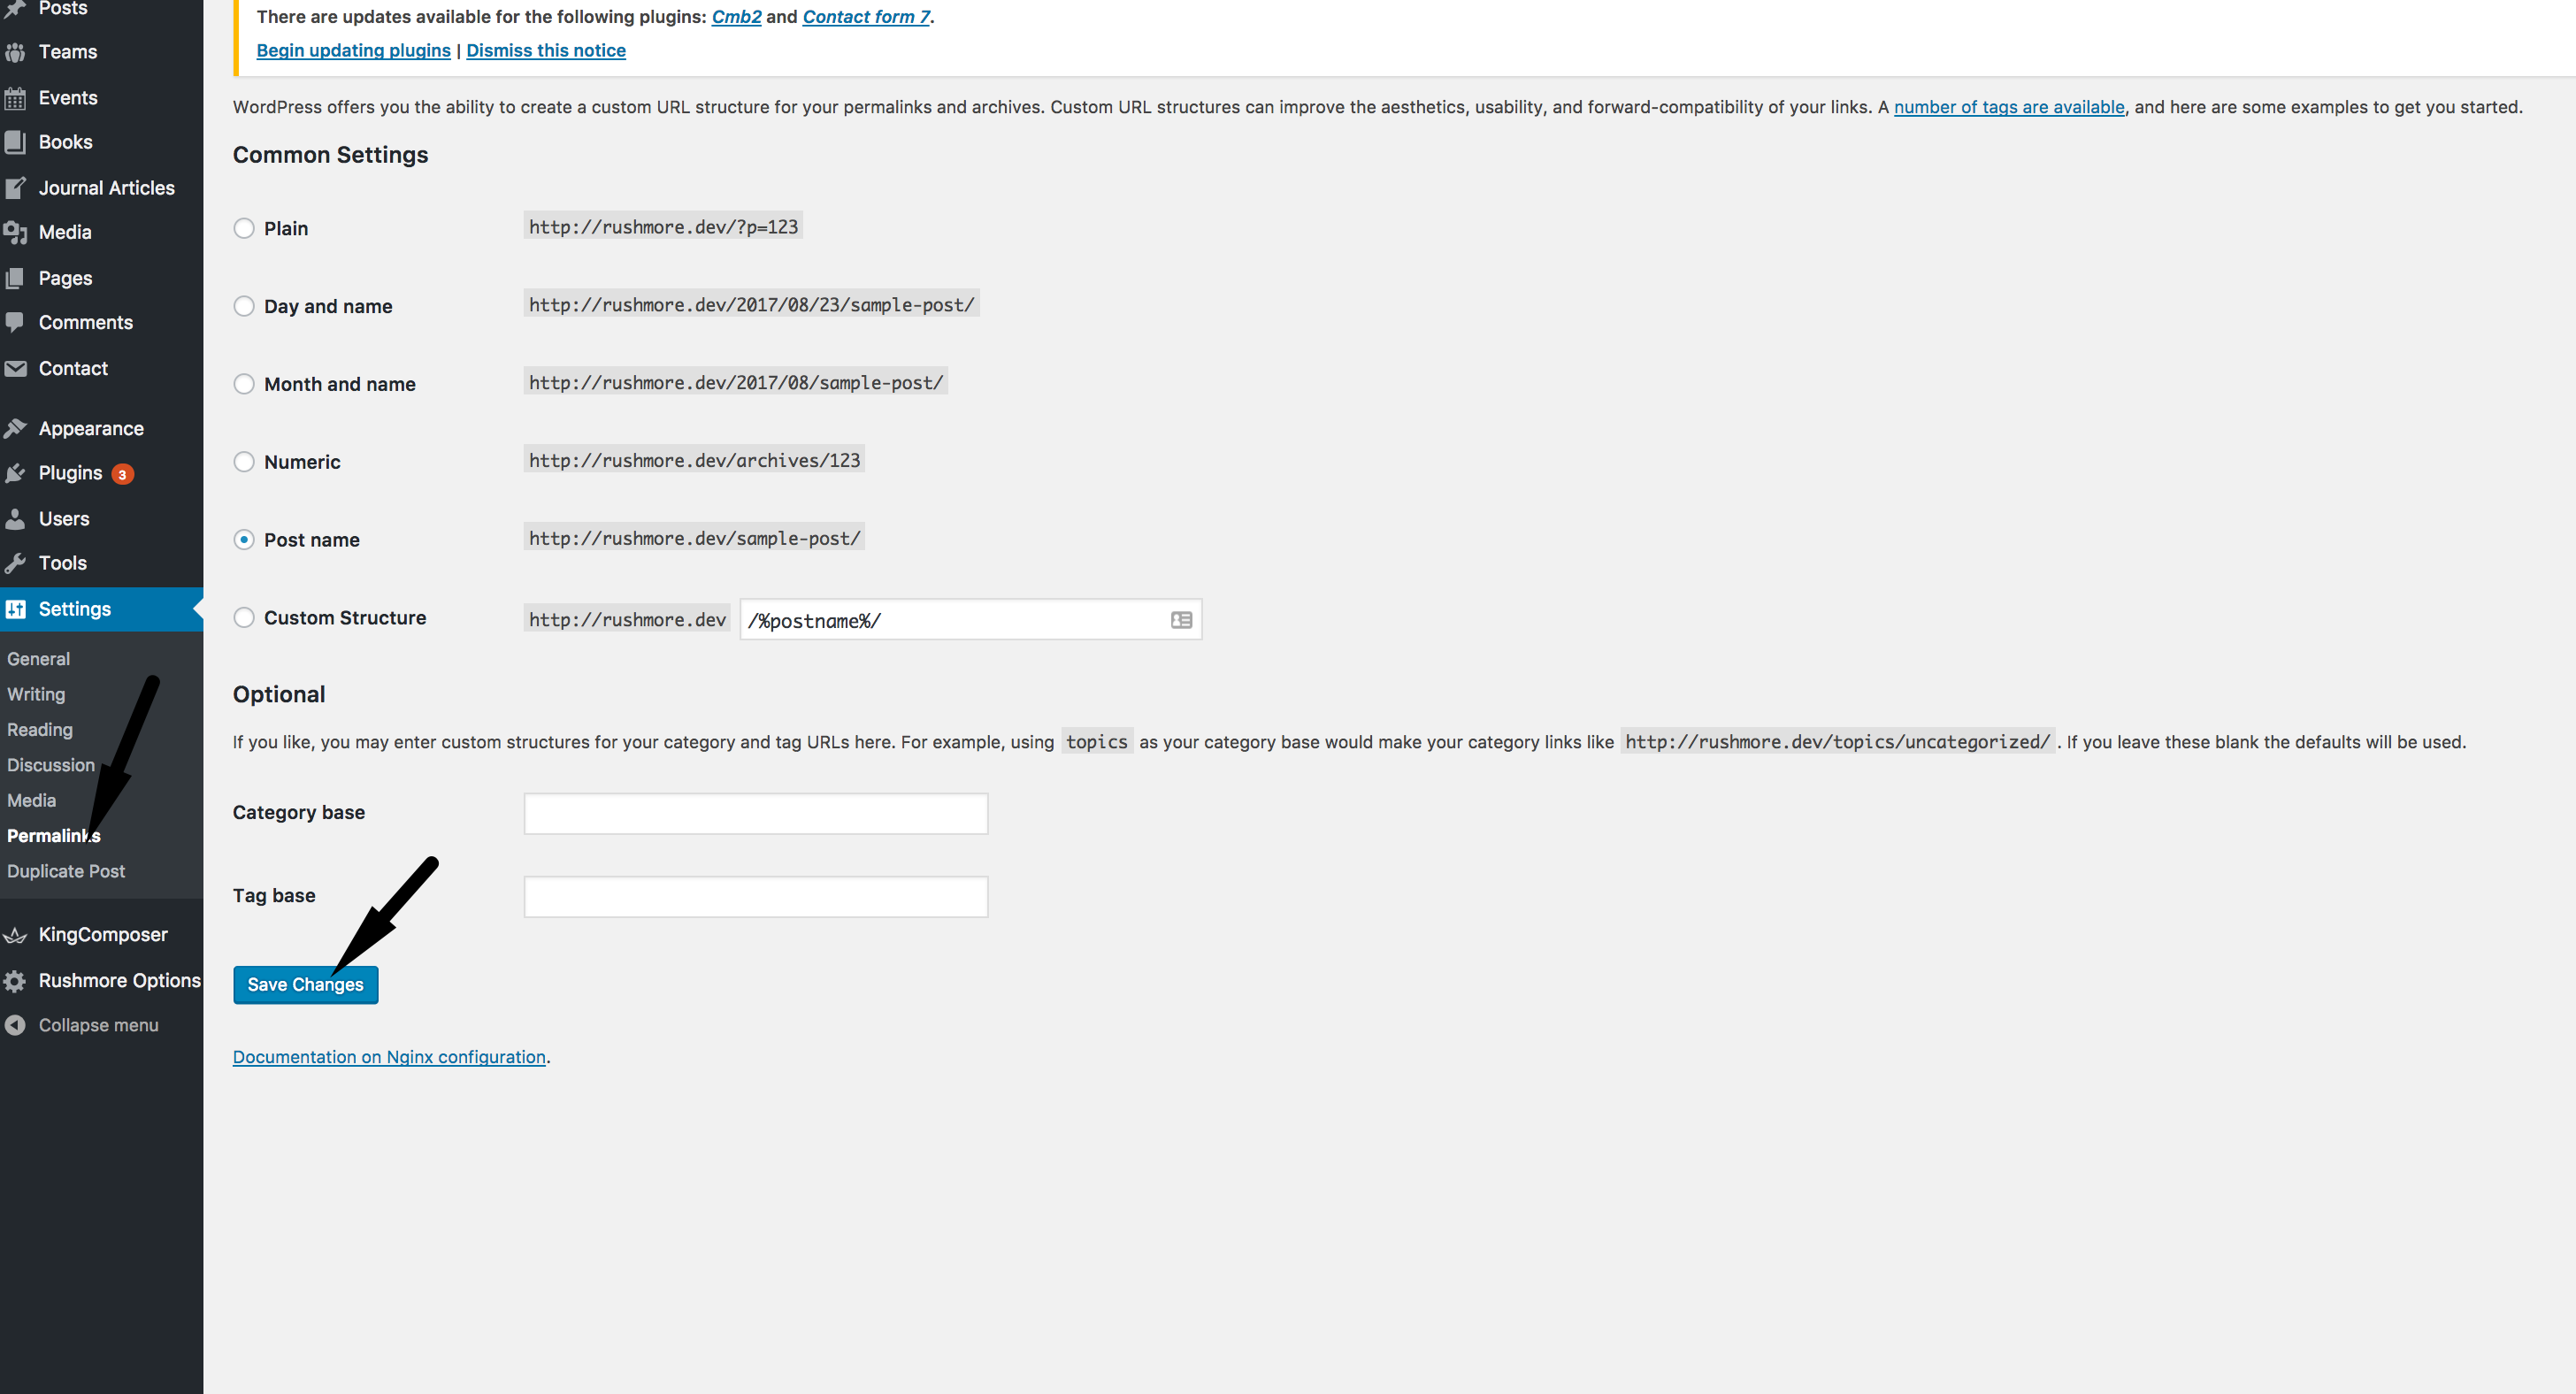 Posts
Teams
Events
Books
Journal Articles
Media
Pages
Comments
Contact
Appearance
Plugins 3
Users
Tools
Settings
General
Writing
Reading
Discussion
Media
Permalinks
Duplicate Post
KingComposer
Rushmore Options
Collapse menu
There are updates available for the following plugins: Cmb2 and Contact form 7.
Begin updating plugins | Dismiss this notice
WordPress offers you the ability to create a custom URL structure for your permalinks and archives. Custom URL structures can improve the aesthetics, usability, and forward-compatibility of your links. A number of tags are available, and here are some examples to get you started.
Common Settings
Plain http://rushmore.dev/?p=123
Day and name http://rushmore.dev/2017/08/23/sample-post/
Month and name http://rushmore.dev/2017/08/sample-post/
Numeric http://rushmore.dev/archives/123
Post name http://rushmore.dev/sample-post/
Custom Structure http://rushmore.dev /%postname%/
Optional
If you like, you may enter custom structures for your category and tag URLs here. For example, using topics as your category base would make your category links like http://rushmore.dev/topics/uncategorized/ . If you leave these blank the defaults will be used.
Category base
Tag base
Save Changes
Documentation on Nginx configuration.